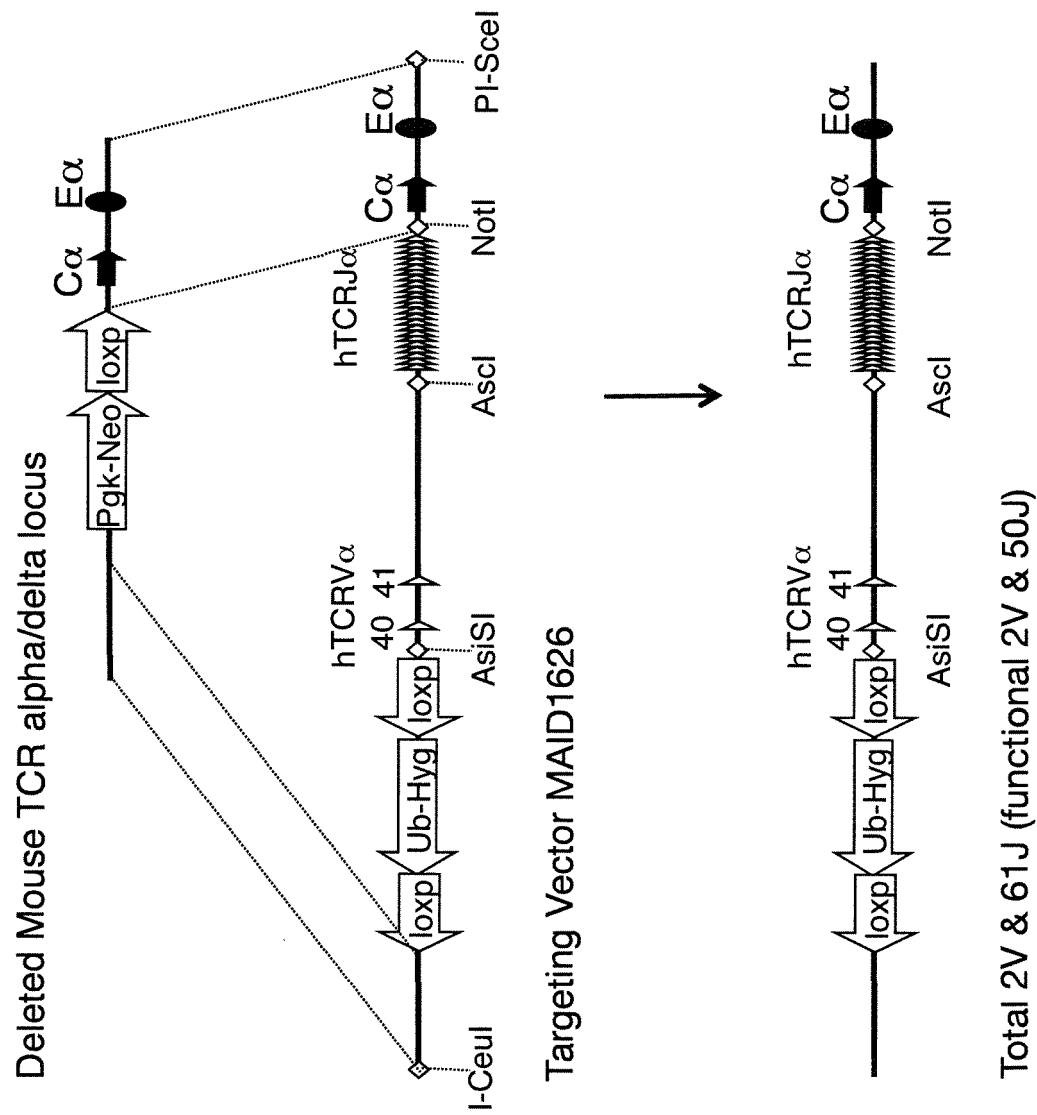 Deleted Mouse TCR alpha/delta locus
Pgk-Neo
loxp
Cα
Eα
hTCRVα
40 41
hTCRJα
Cα
Eα
loxp
Ub-Hyg
loxp
I-CeuI
AsiSI
AscI
NotI
PI-SceI
Targeting Vector MAID1626
hTCRVα
40 41
hTCRJα
Cα
Eα
loxp
Ub-Hyg
loxp
AsiSI
AscI
NotI
Total 2V & 61J (functional 2V & 50J)